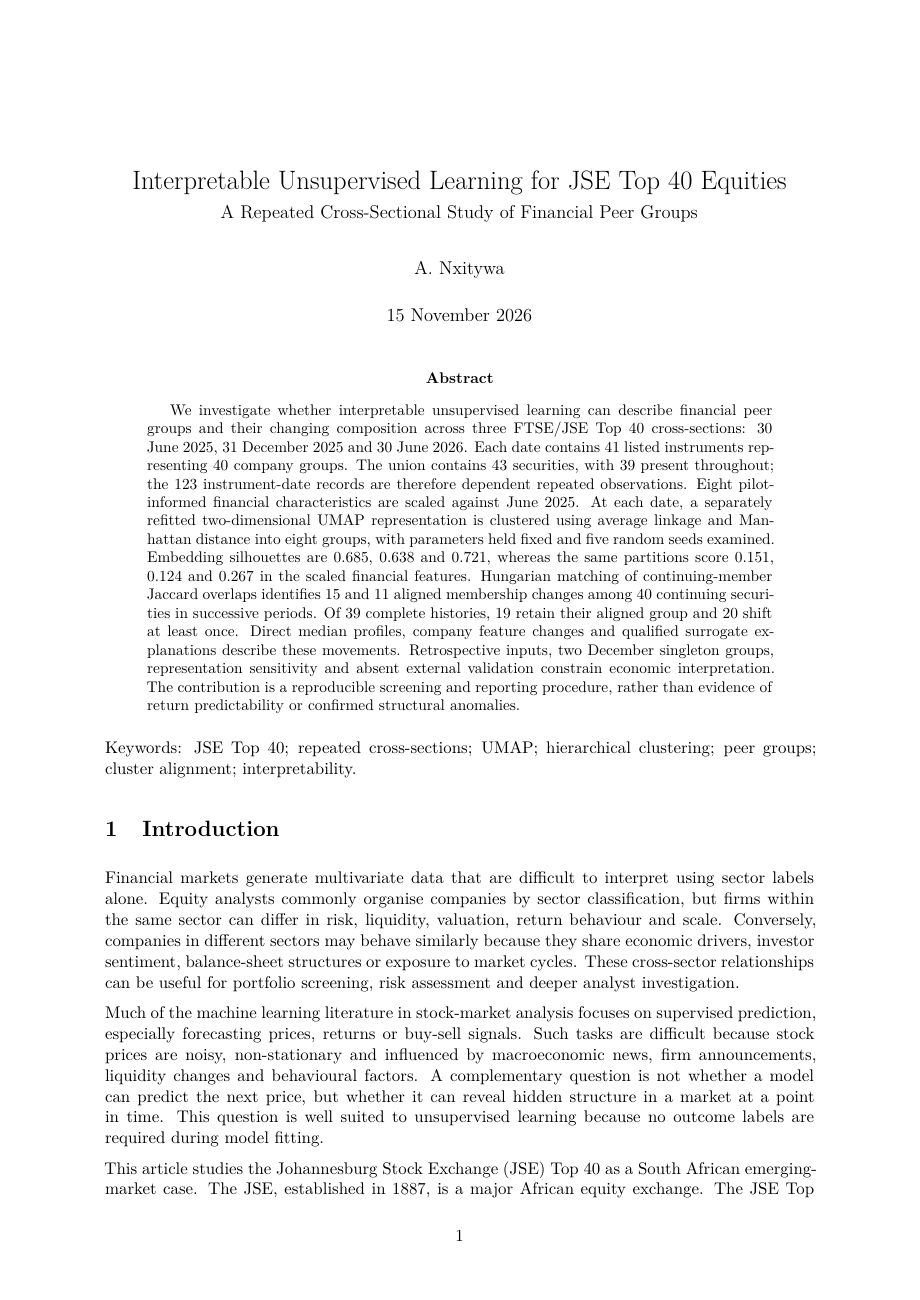 Interpretable Unsupervised Learning for JSE Top 40 Equities
A Repeated Cross-Sectional Study of Financial Peer Groups
A. Nxitywa
15 November 2026
Abstract
We investigate whether interpretable unsupervised learning can describe financial peer
groups and their changing composition across three FTSE/JSE Top 40 cross-sections: 30
June 2025, 31 December 2025 and 30 June 2026. Each date contains 41 listed instruments rep-
resenting 40 company groups. The union contains 43 securities, with 39 present throughout;
the 123 instrument-date records are therefore dependent repeated observations. Eight pilot-
informed financial characteristics are scaled against June 2025. At each date, a separately
refitted two-dimensional UMAP representation is clustered using average linkage and Man-
hattan distance into eight groups, with parameters held fixed and five random seeds examined.
Embedding silhouettes are 0.685, 0.638 and 0.721, whereas the same partitions score 0.151,
0.124 and 0.267 in the scaled financial features. Hungarian matching of continuing-member
Jaccard overlaps identifies 15 and 11 aligned membership changes among 40 continuing securi-
ties in successive periods. Of 39 complete histories, 19 retain their aligned group and 20 shift
at least once. Direct median profiles, company feature changes and qualified surrogate ex-
planations describe these movements. Retrospective inputs, two December singleton groups,
representation sensitivity and absent external validation constrain economic interpretation.
The contribution is a reproducible screening and reporting procedure, rather than evidence of
return predictability or confirmed structural anomalies.
Keywords: JSE Top 40; repeated cross-sections; UMAP; hierarchical clustering; peer groups;
cluster alignment; interpretability.
1 Introduction
Financial markets generate multivariate data that are difficult to interpret using sector labels
alone. Equity analysts commonly organise companies by sector classification, but firms within
the same sector can differ in risk, liquidity, valuation, return behaviour and scale. Conversely,
companies in different sectors may behave similarly because they share economic drivers, investor
sentiment, balance-sheet structures or exposure to market cycles. These cross-sector relationships
can be useful for portfolio screening, risk assessment and deeper analyst investigation.
Much of the machine learning literature in stock-market analysis focuses on supervised prediction,
especially forecasting prices, returns or buy-sell signals. Such tasks are difficult because stock
prices are noisy, non-stationary and influenced by macroeconomic news, firm announcements,
liquidity changes and behavioural factors. A complementary question is not whether a model
can predict the next price, but whether it can reveal hidden structure in a market at a point
in time. This question is well suited to unsupervised learning because no outcome labels are
required during model fitting.
This article studies the Johannesburg Stock Exchange (JSE) Top 40 as a South African emerging-
market case. The JSE, established in 1887, is a major African equity exchange. The JSE Top
1